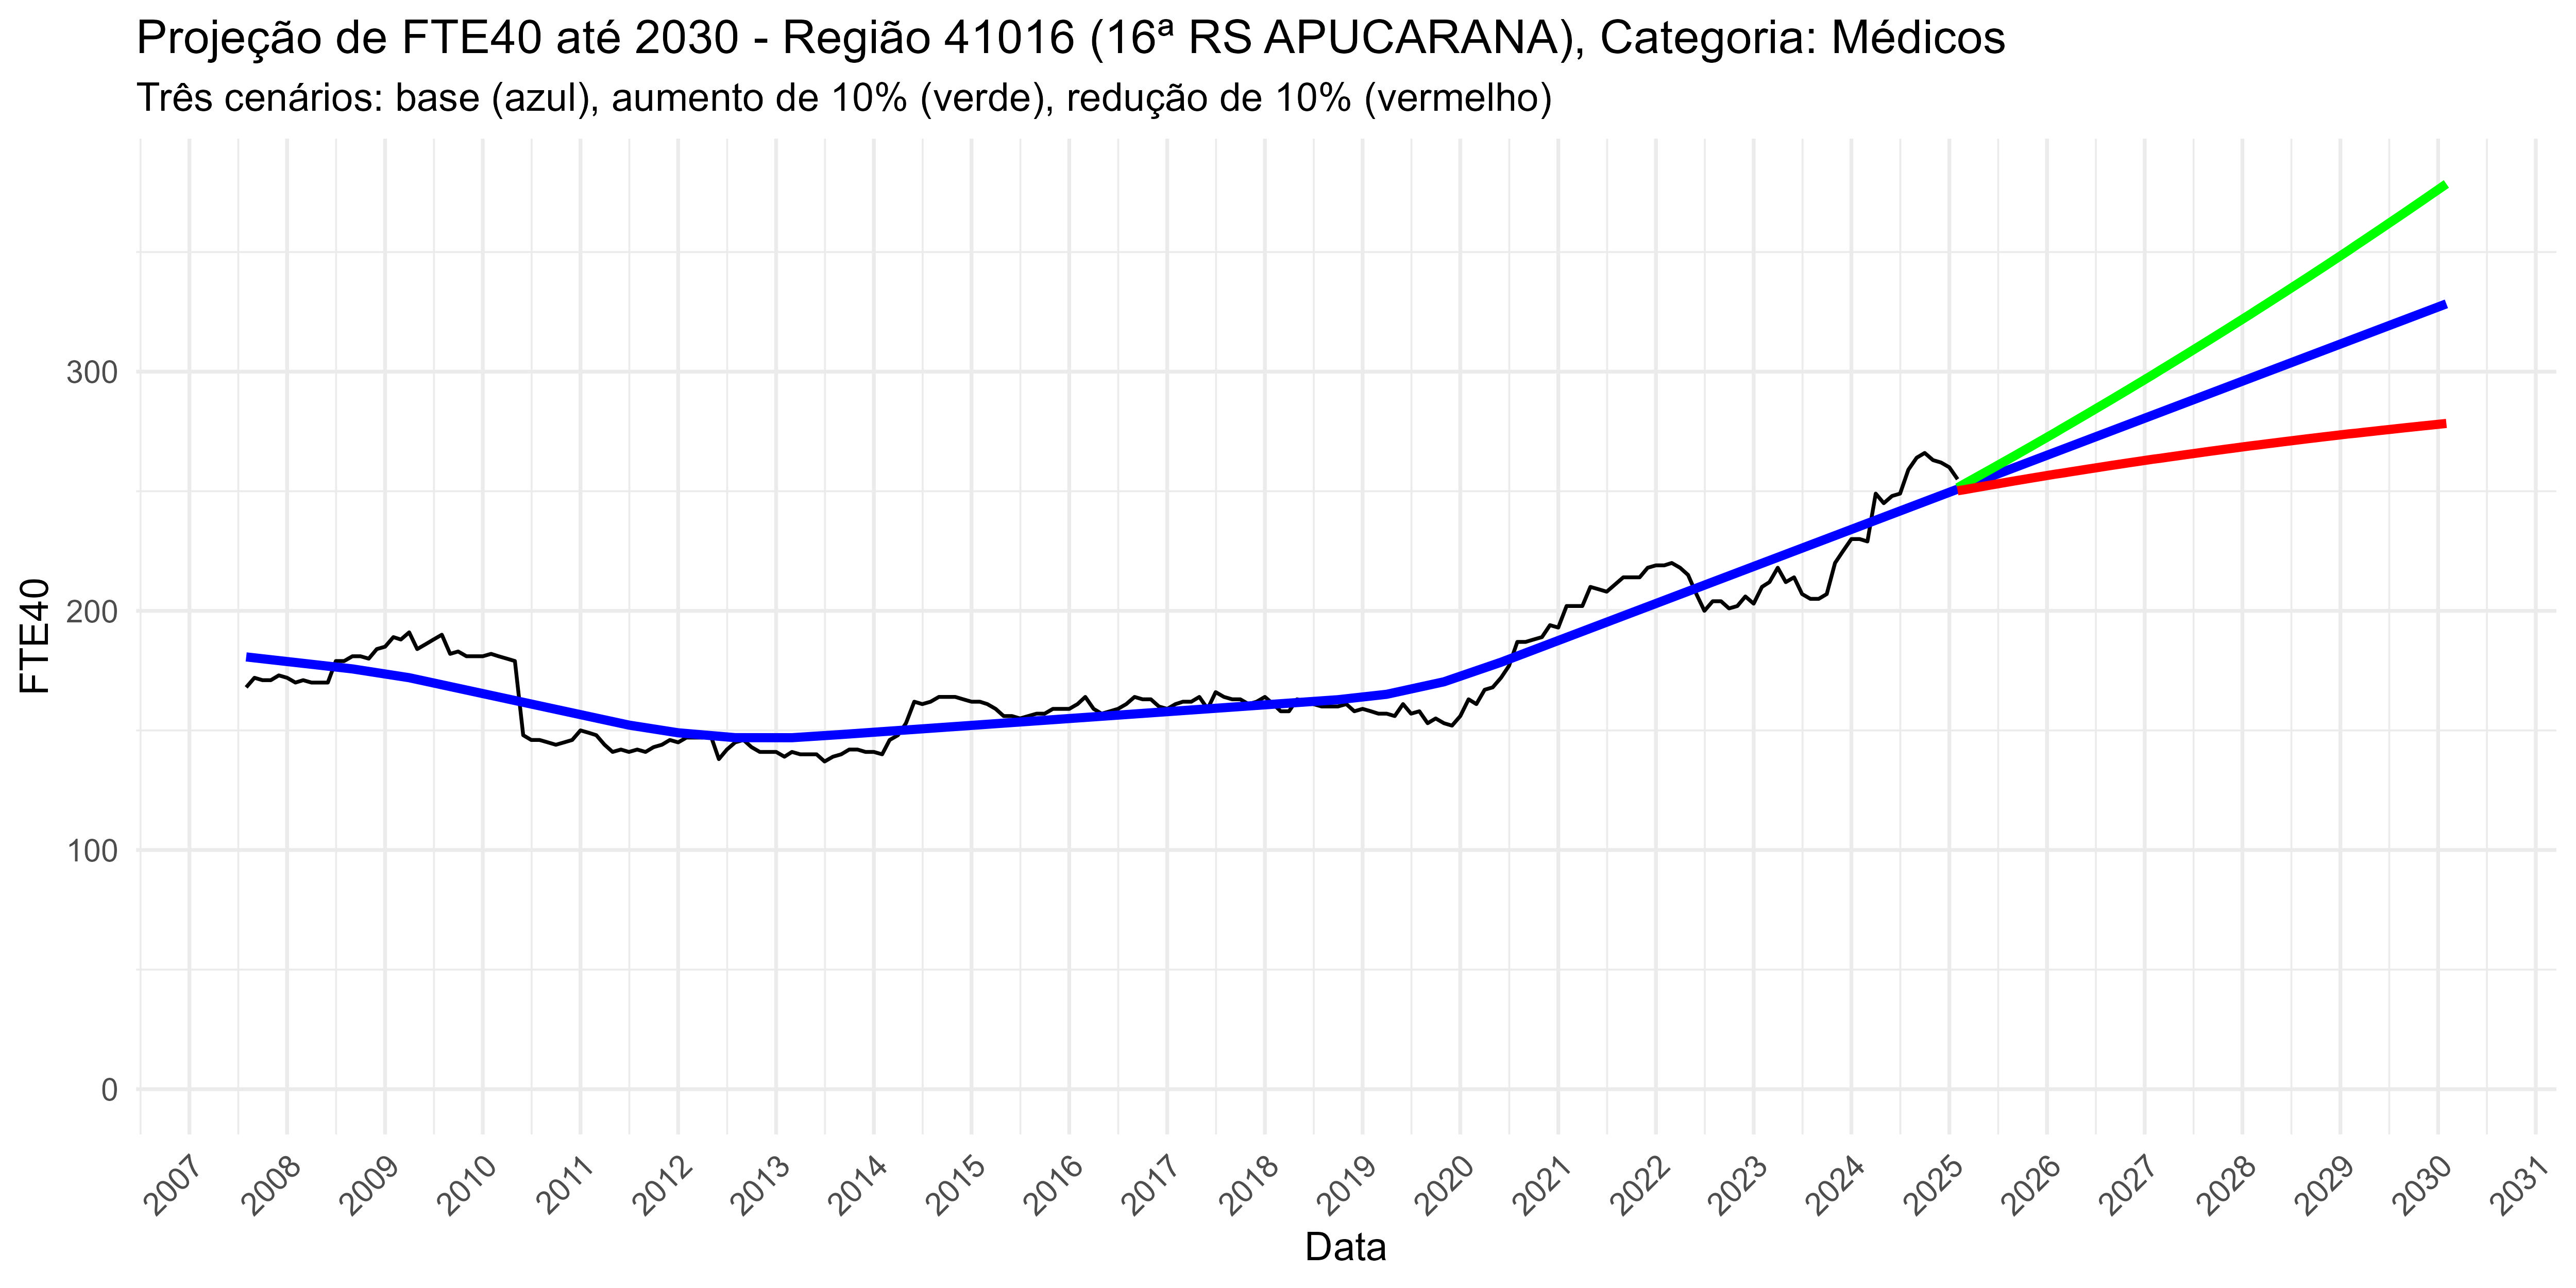 Projeção de FTE40 até 2030 - Região 41016 (16ª RS APUCARANA), Categoria: Médicos
Três cenários: base (azul), aumento de 10% (verde), redução de 10% (vermelho)
FTE40
300
200
100
0
2007 2008 2009 2010 2011 2012 2013 2014 2015 2016 2017 2018 2019 2020 2021 2022 2023 2024 2025 2026 2027 2028 2029 2030 2031
Data